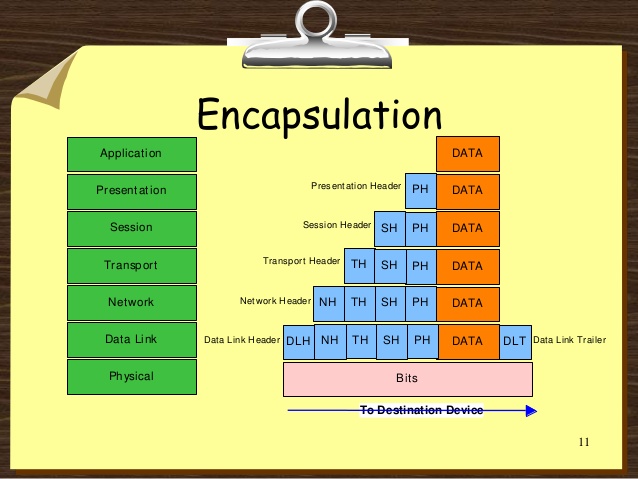 Encapsulation
Application DATA
Presentation Presentation Header PH DATA
Session Session Header SH PH DATA
Transport Transport Header TH SH PH DATA
Network Network Header NH TH SH PH DATA
Data Link Data Link Header DLH NH TH SH PH DATA DLT Data Link Trailer
Physical Bits
To Destination Device
11